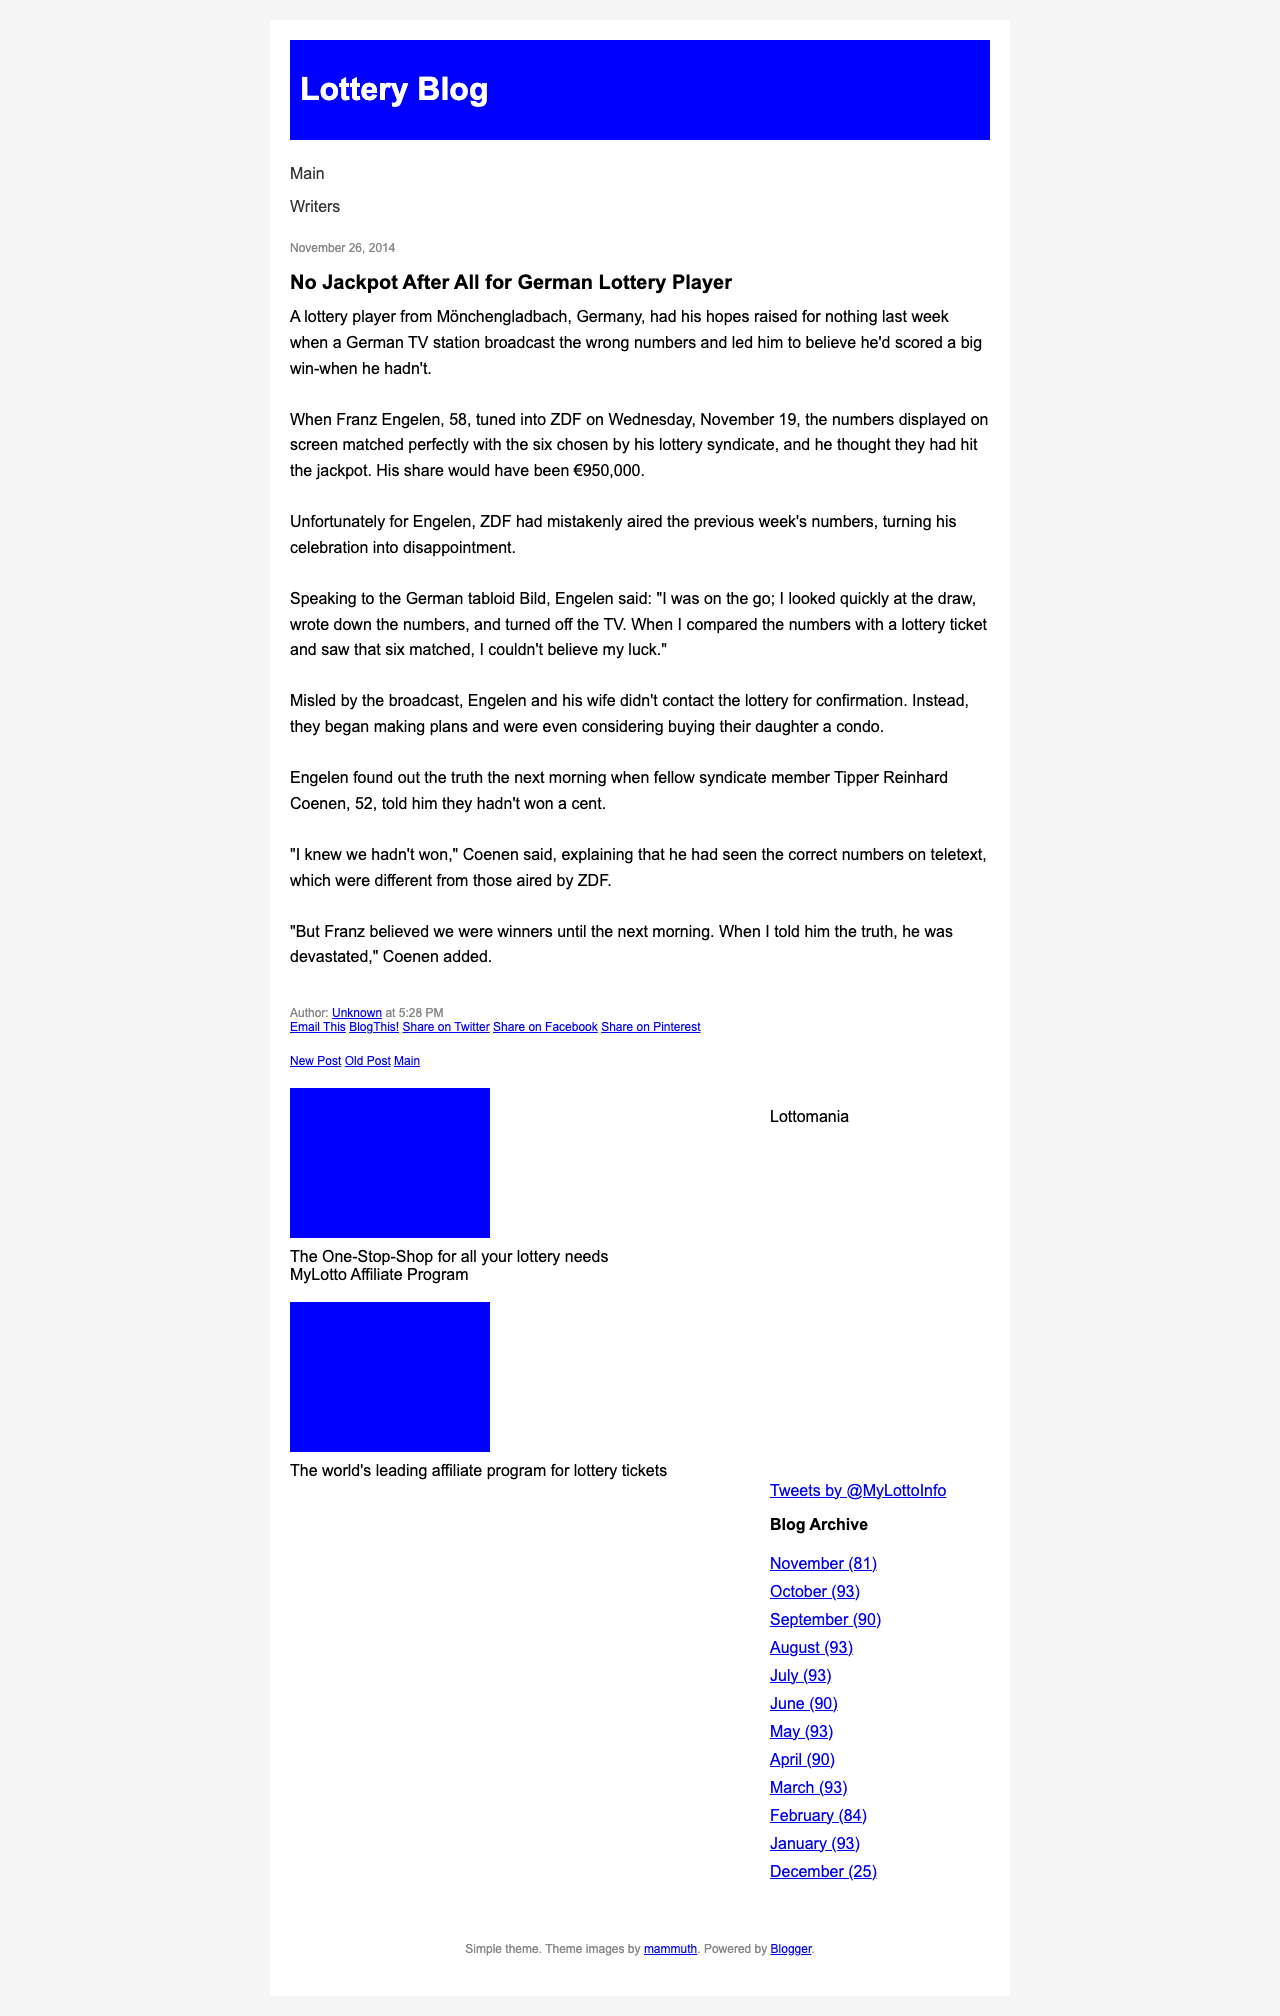 Lottery Blog
Main
Writers
November 26, 2014
No Jackpot After All for German Lottery Player
A lottery player from Mönchengladbach, Germany, had his hopes raised for nothing last week
when a German TV station broadcast the wrong numbers and led him to believe he'd scored a big
win-when he hadn't.
When Franz Engelen, 58, tuned into ZDF on Wednesday, November 19, the numbers displayed on
screen matched perfectly with the six chosen by his lottery syndicate, and he thought they had hit
the jackpot. His share would have been €950,000.
Unfortunately for Engelen, ZDF had mistakenly aired the previous week's numbers, turning his
celebration into disappointment.
Speaking to the German tabloid Bild, Engelen said: "I was on the go; I looked quickly at the draw,
wrote down the numbers, and turned off the TV. When I compared the numbers with a lottery ticket
and saw that six matched, I couldn't believe my luck."
Misled by the broadcast, Engelen and his wife didn't contact the lottery for confirmation. Instead,
they began making plans and were even considering buying their daughter a condo.
Engelen found out the truth the next morning when fellow syndicate member Tipper Reinhard
Coenen, 52, told him they hadn't won a cent.
"I knew we hadn't won," Coenen said, explaining that he had seen the correct numbers on teletext,
which were different from those aired by ZDF.
"But Franz believed we were winners until the next morning. When I told him the truth, he was
devastated," Coenen added.
Author: Unknown at 5:28 PM
Email This BlogThis! Share on Twitter Share on Facebook Share on Pinterest
New Post Old Post Main
The One-Stop-Shop for all your lottery needs
MyLotto Affiliate Program
The world's leading affiliate program for lottery tickets
Lottomania
Tweets by @MyLottoInfo
Blog Archive
November (81)
October (93)
September (90)
August (93)
July (93)
June (90)
May (93)
April (90)
March (93)
February (84)
January (93)
December (25)
Simple theme. Theme images by mammuth. Powered by Blogger.